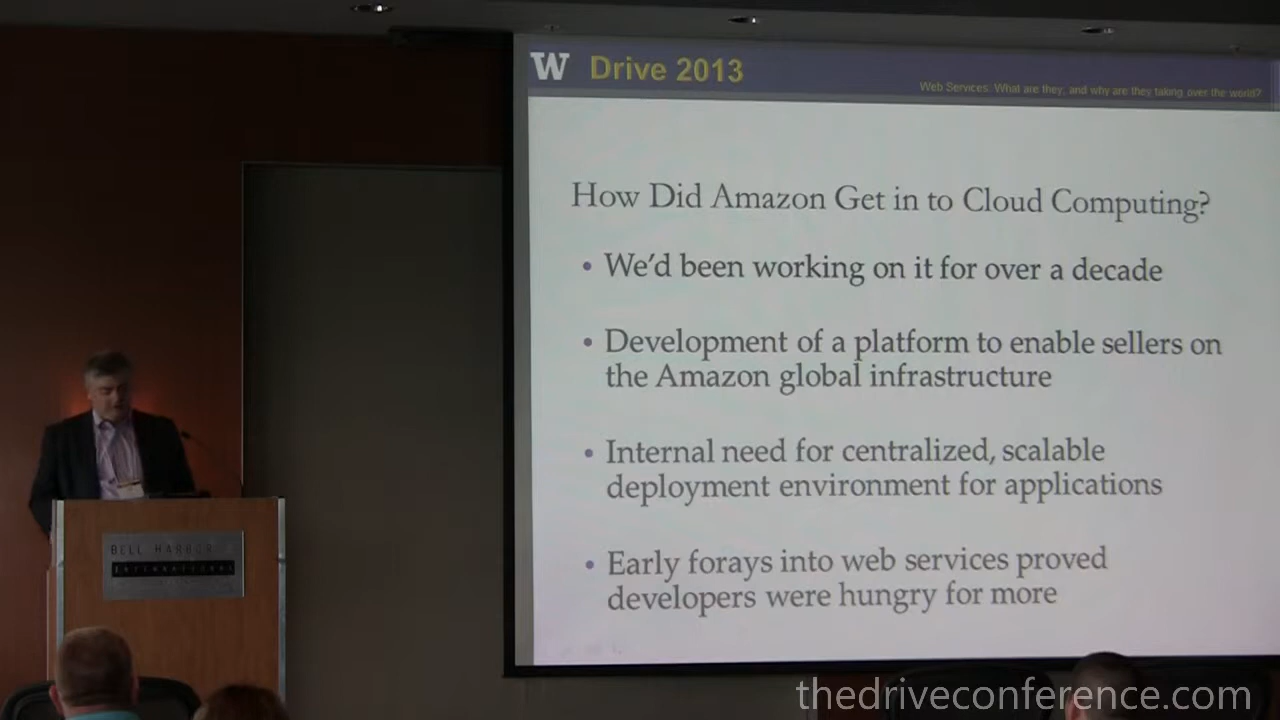 W Drive 2013
Web Services: What are they, and why are they taking over the world?
How Did Amazon Get in to Cloud Computing?
• We'd been working on it for over a decade
• Development of a platform to enable sellers on
the Amazon global infrastructure
• Internal need for centralized, scalable
deployment environment for applications
• Early forays into web services proved
developers were hungry for more
BELL HARBOR
INTERNATIONAL
thedriveconference.com